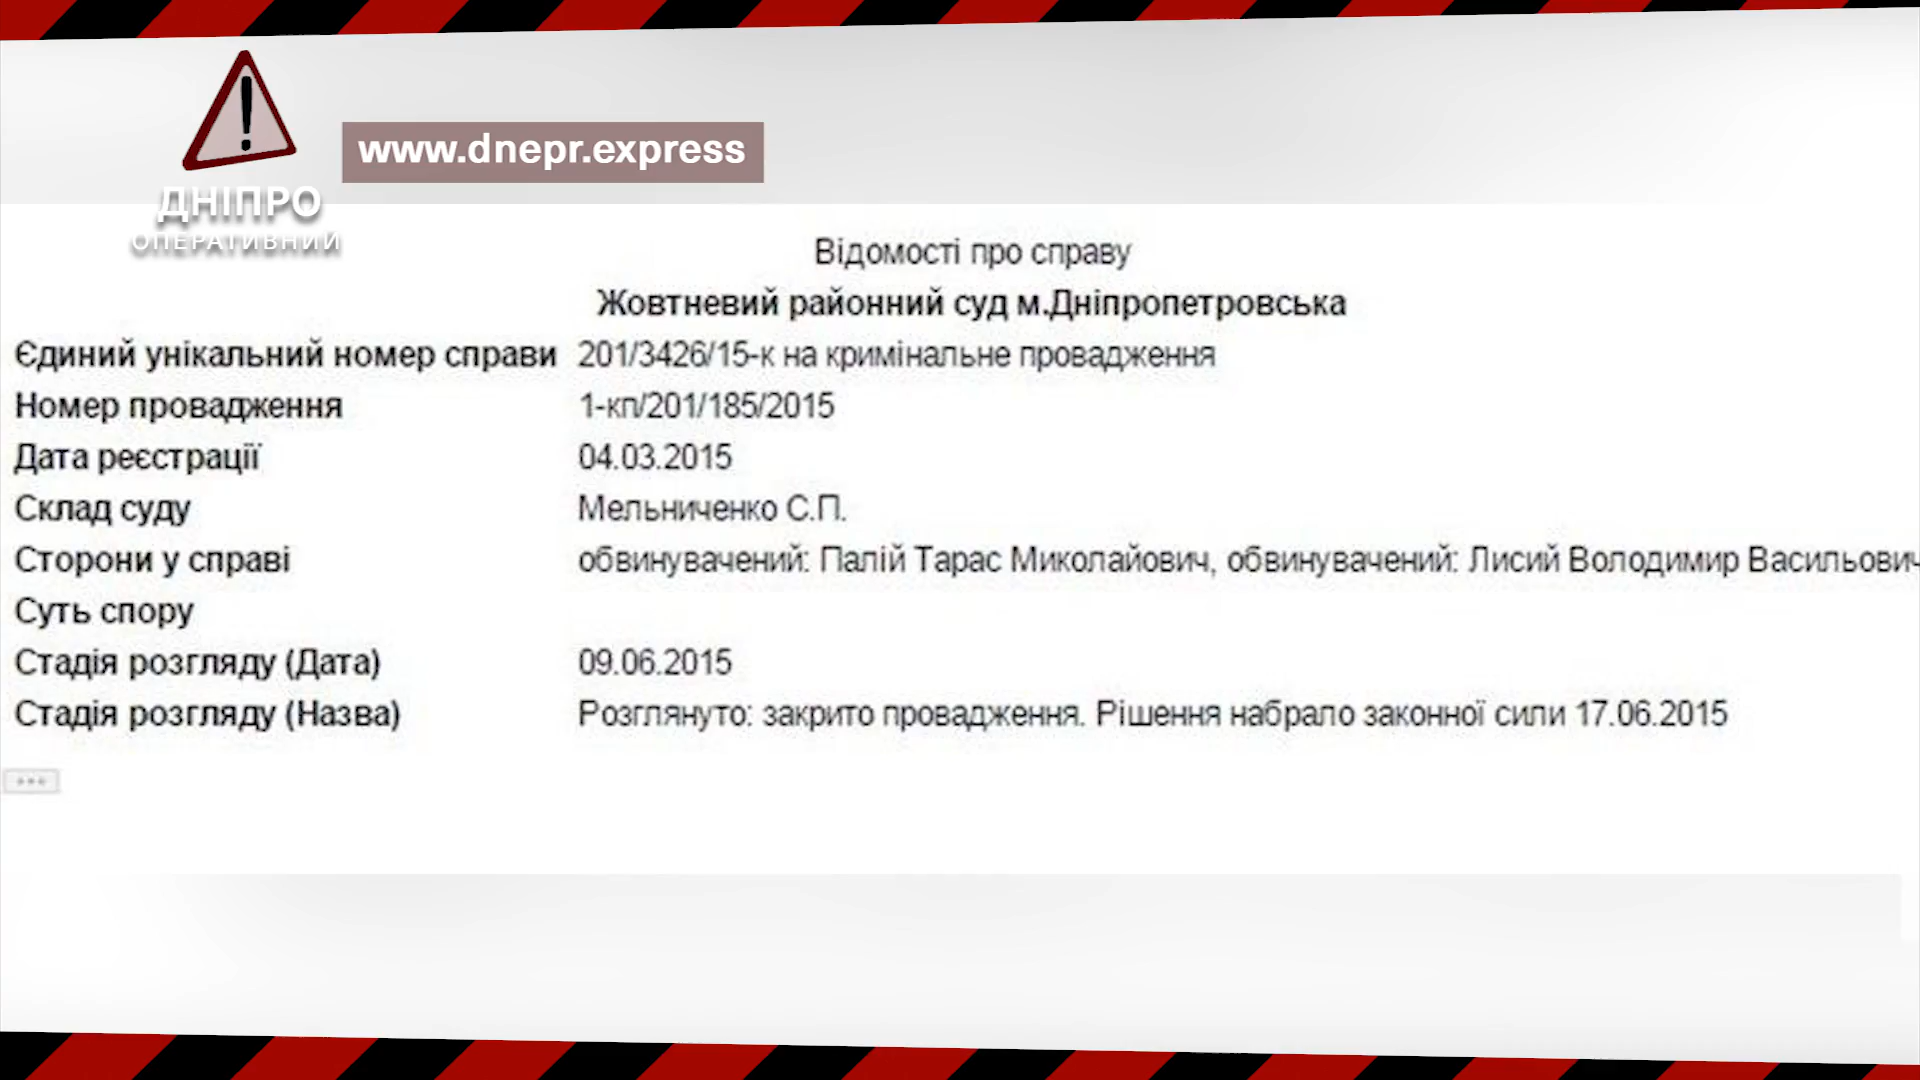 www.dnepr.express
ДНІПРО
ОПЕРАТИВНИЙ
Відомості про справу
Жовтневий районний суд м.Дніпропетровська
Єдиний унікальний номер справи 201/3426/15-к на кримінальне провадження
Номер провадження 1-кп/201/185/2015
Дата реєстрації 04.03.2015
Склад суду Мельниченко С.П.
Сторони у справі обвинувачений: Палій Тарас Миколайович, обвинувачений: Лисий Володимир Васильович
Суть спору
Стадія розгляду (Дата) 09.06.2015
Стадія розгляду (Назва) Розглянуто: закрито провадження. Рішення набрало законної сили 17.06.2015
...